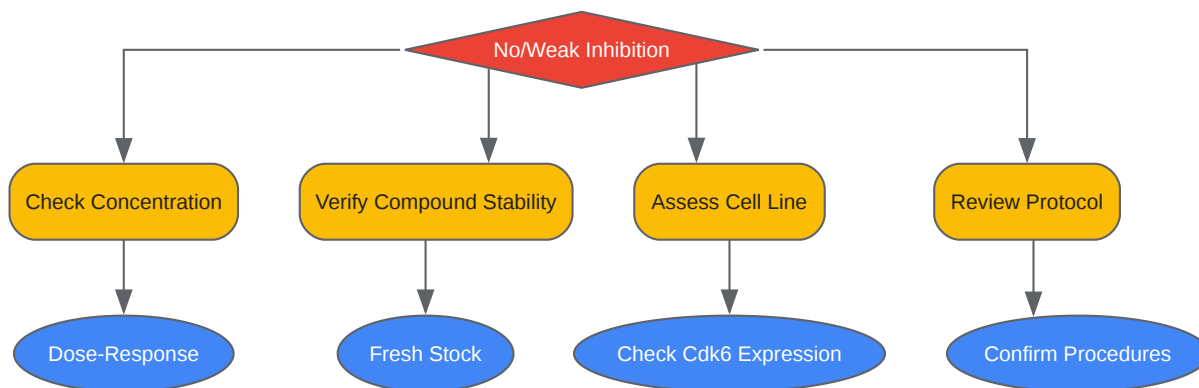 No/Weak Inhibition
Check Concentration
Verify Compound Stability
Assess Cell Line
Review Protocol
Dose-Response
Fresh Stock
Check Cdk6 Expression
Confirm Procedures